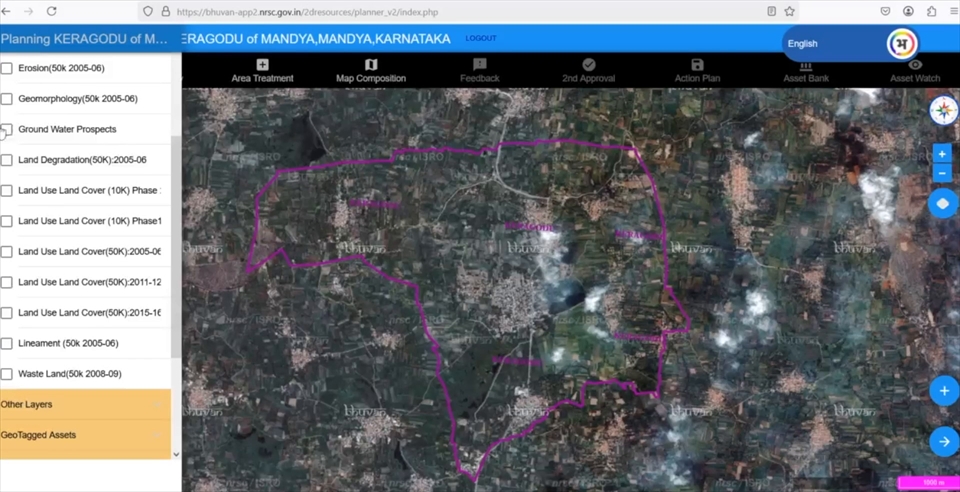 https://bhuvan-app2.nrsc.gov.in/2dresources/planner_v2/index.php
Planning KERAGODU of M...
ERAGODU of MANDYA,MANDYA,KARNATAKA
LOGOUT
English
भ
Area Treatment
Map Composition
Feedback
2nd Approval
Action Plan
Asset Bank
Asset Watch
Erosion(50k 2005-06)
Geomorphology(50k 2005-06)
Ground Water Prospects
Land Degradation(50K):2005-06
Land Use Land Cover (10K) Phase
Land Use Land Cover (10K) Phase1
Land Use Land Cover(50K):2005-06
Land Use Land Cover(50K):2011-12
Land Use Land Cover(50K):2015-16
Lineament (50k 2005-06)
Waste Land(50k 2008-09)
Other Layers
GeoTagged Assets
nrsc / ISRO
bhuvan
1000 m